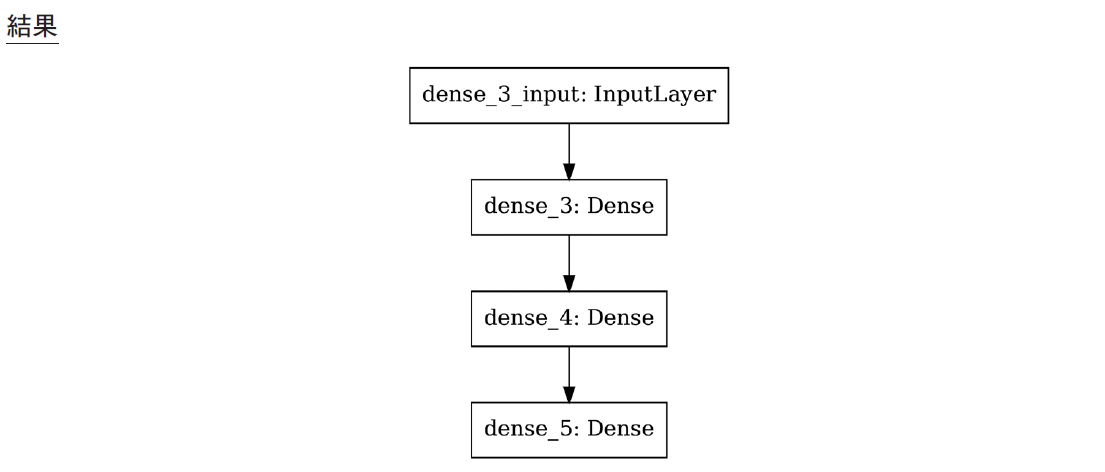 結果
dense_3_input: InputLayer
dense_3: Dense
dense_4: Dense
dense_5: Dense